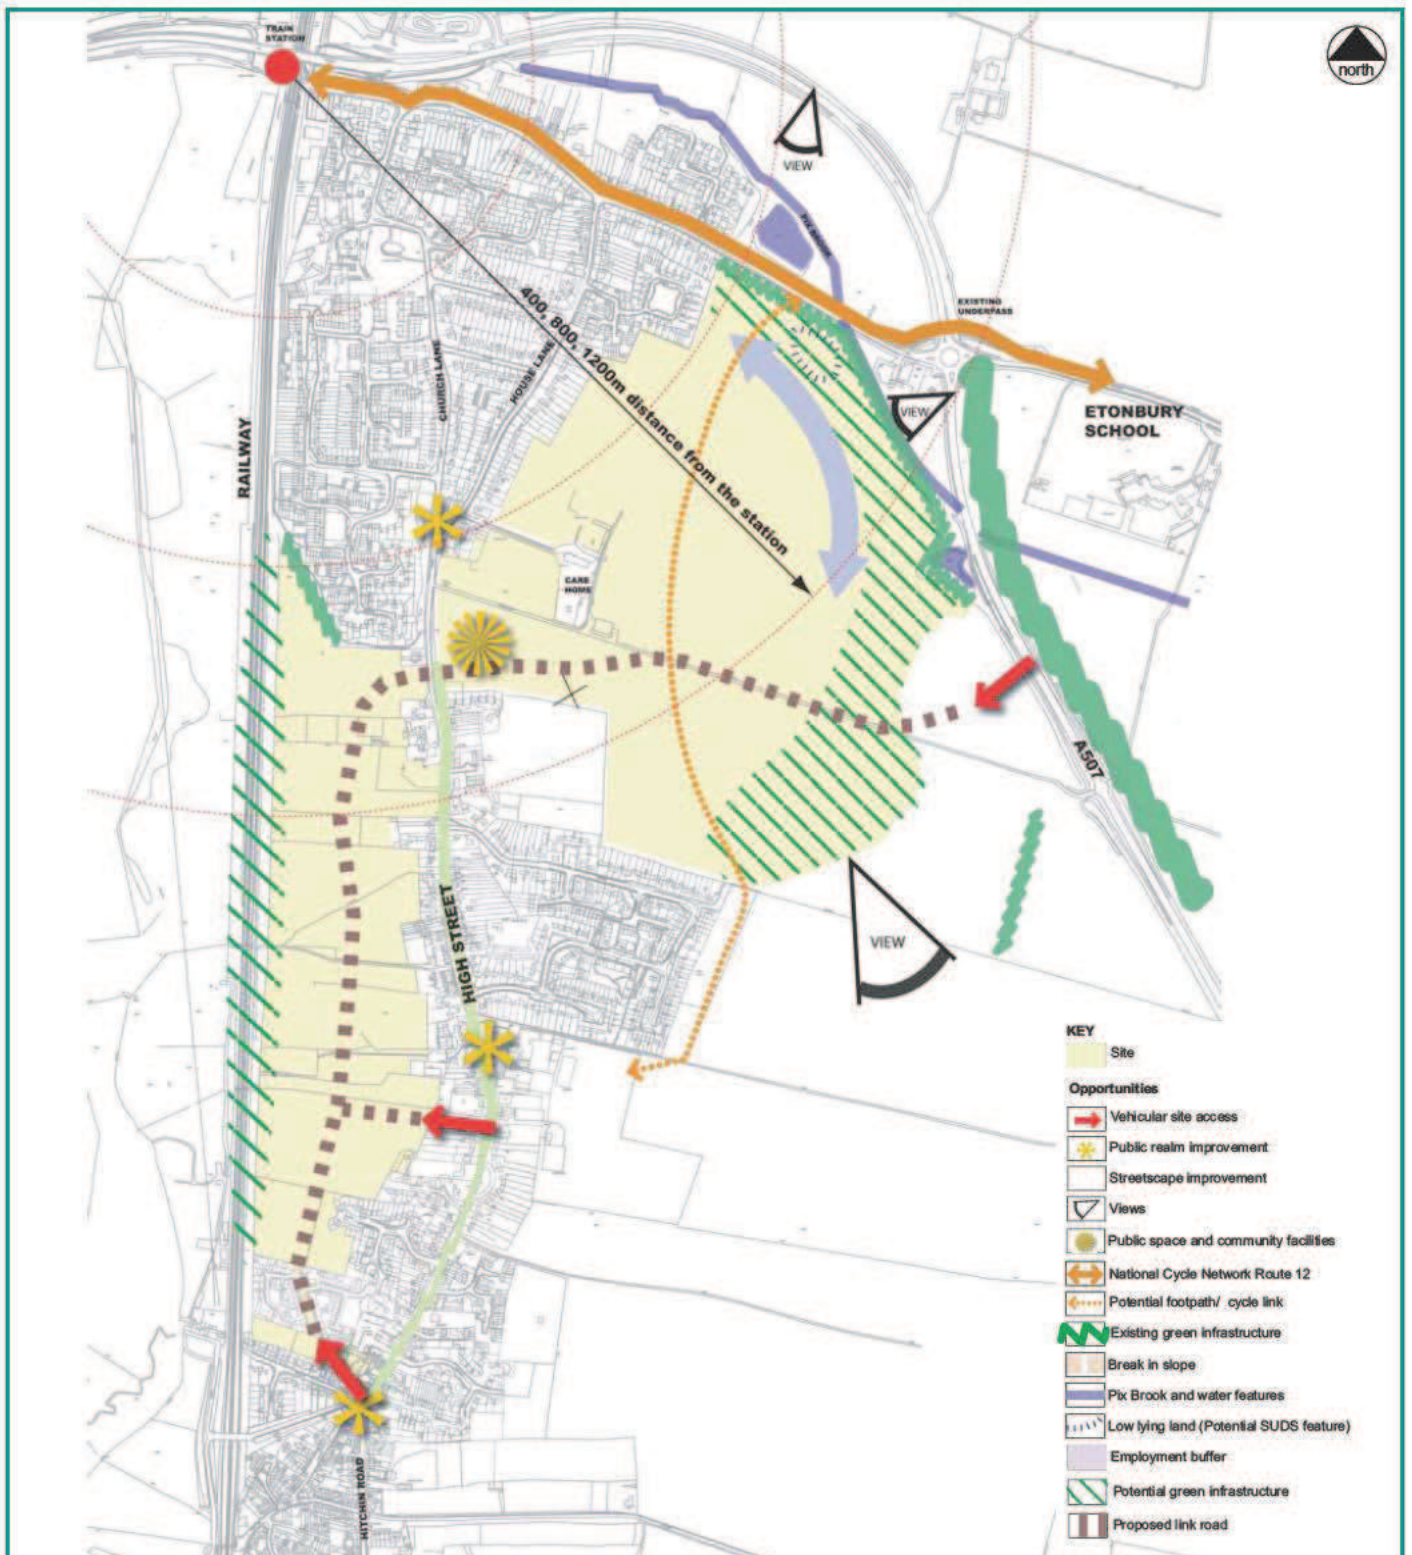 TRAIN
STATION
north
VIEW
PIX BROOK
EXISTING
UNDERPASS
400, 800, 1200m distance from the station
CHURCH LANE
HOUSE LANE
VIEW
ETONBURY
SCHOOL
RAILWAY
CARE
HOME
A507
HIGH STREET
VIEW
HITCHIN ROAD
KEY
Site
Opportunities
Vehicular site access
Public realm improvement
Streetscape improvement
Views
Public space and community facilities
National Cycle Network Route 12
Potential footpath/ cycle link
Existing green infrastructure
Break in slope
Pix Brook and water features
Low lying land (Potential SUDS feature)
Employment buffer
Potential green infrastructure
Proposed link road